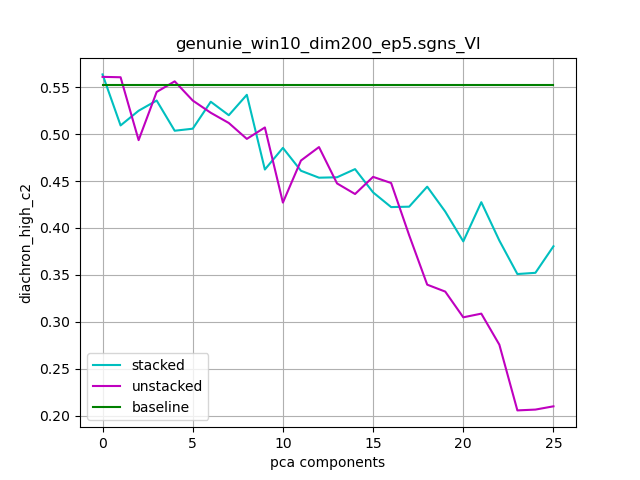 genunie_win10_dim200_ep5.sgns_VI
diachron_high_c2
0.55
0.50
0.45
0.40
0.35
0.30
0.25
0.20
stacked
unstacked
baseline
0 5 10 15 20 25
pca components